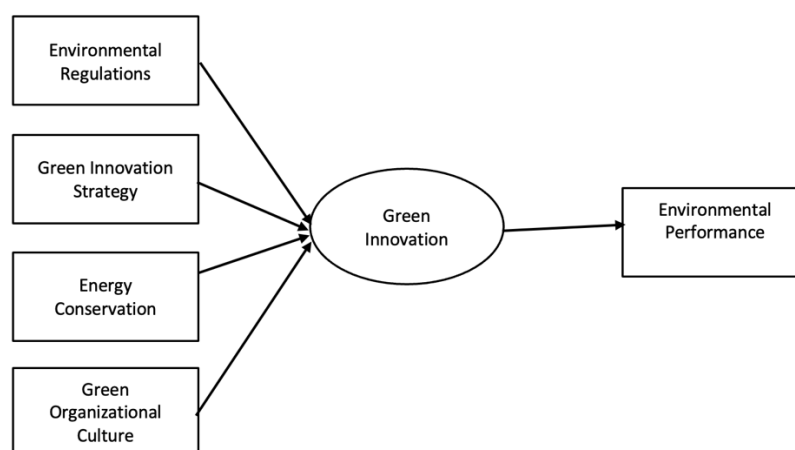 Environmental
Regulations
Green Innovation
Strategy
Energy
Conservation
Green
Organizational
Culture
Green
Innovation
Environmental
Performance